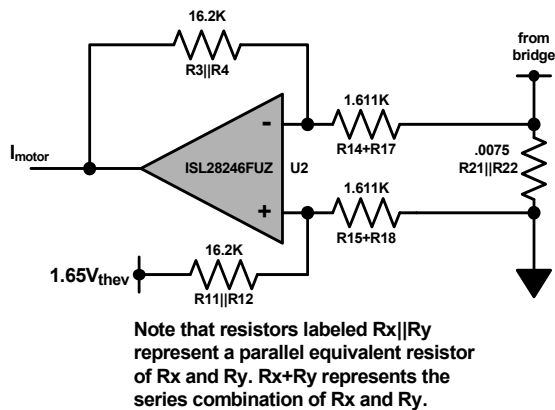 16.2K
R3||R4
from
bridge
1.611K
R14+R17
-
I motor
ISL28246FUZ
U2
.0075
R21||R22
1.611K
+
R15+R18
16.2K
1.65Vthev
R11||R12
Note that resistors labeled Rx||Ry
represent a parallel equivalent resistor
of Rx and Ry. Rx+Ry represents the
series combination of Rx and Ry.